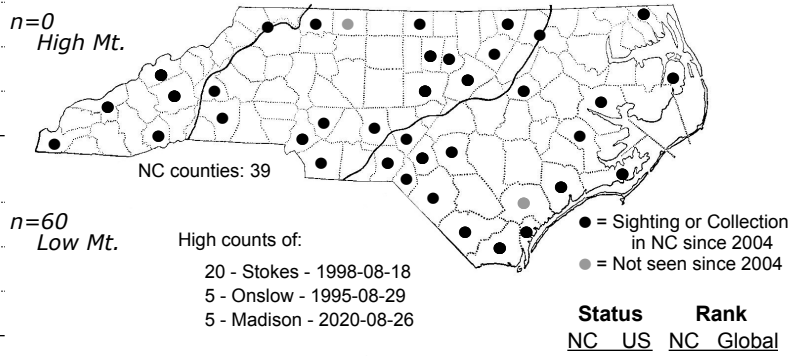 n=0
High Mt.
NC counties: 39
n=60
Low Mt.
High counts of:
20 - Stokes - 1998-08-18
5 - Onslow - 1995-08-29
5 - Madison - 2020-08-26
● = Sighting or Collection
in NC since 2004
● = Not seen since 2004
Status Rank
NC US NC Global